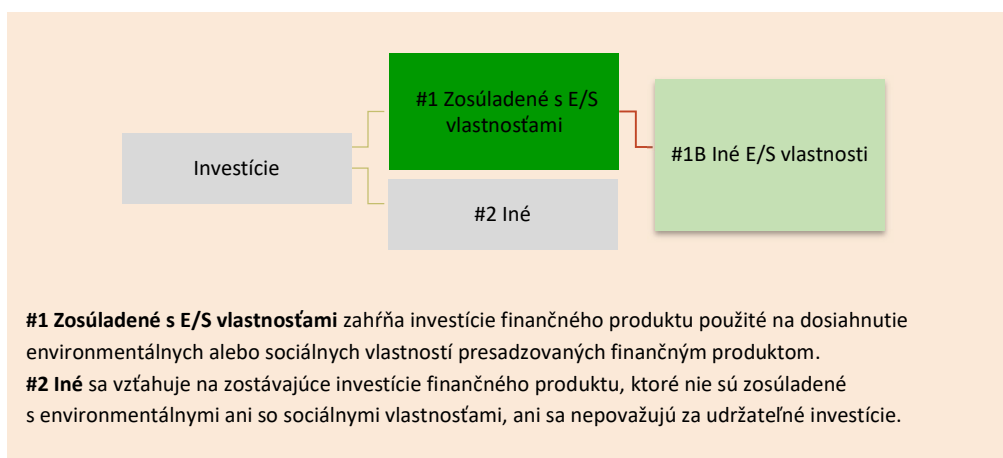 #1 Zosúladené s E/S
vlastnosťami
#1B Iné E/S vlastnosti
Investície
#2 Iné
#1 Zosúladené s E/S vlastnosťami zahŕňa investície finančného produktu použité na dosiahnutie
environmentálnych alebo sociálnych vlastností presadzovaných finančným produktom.
#2 Iné sa vzťahuje na zostávajúce investície finančného produktu, ktoré nie sú zosúladené
s environmentálnymi ani so sociálnymi vlastnosťami, ani sa nepovažujú za udržateľné investície.